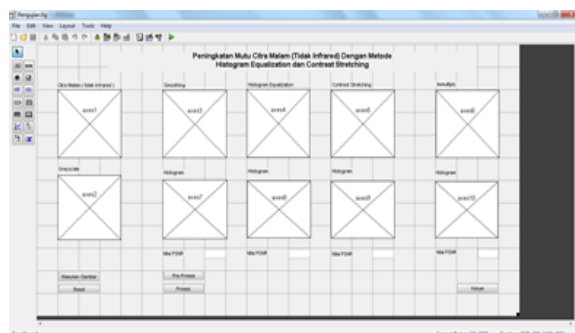 Pengujian.fig
File Edit View Layout Tools Help
Peningkatan Mutu Citra Malam (Tidak Infrared) Dengan Metode
Histogram Equalization dan Contrast Stretching
Citra Malam ( tidak infrared ) Smoothing Histogram Equalization Contrast Stretching
axes1 axes3 axes4 axes5 axes6
Grayscale Histogram Histogram Histogram Histogram
axes2 axes7 axes8 axes9 axes10
Nilai PSNR Nilai PSNR Nilai PSNR Nilai PSNR
Masukan Gambar Pra Proses
Reset Proses Keluar